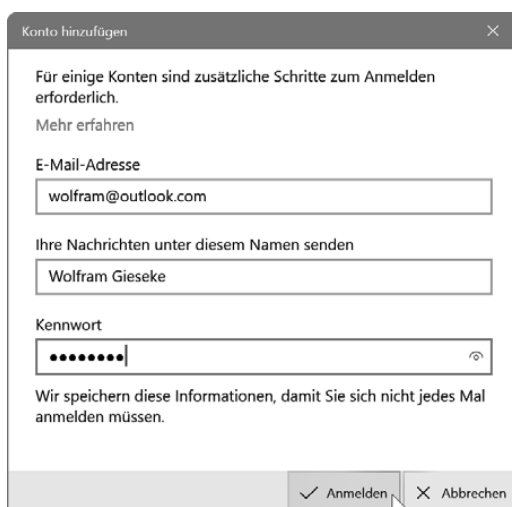 Konto hinzufügen
Für einige Konten sind zusätzliche Schritte zum Anmelden
erforderlich.
Mehr erfahren
E-Mail-Adresse
wolfram@outlook.com
Ihre Nachrichten unter diesem Namen senden
Wolfram Gieseke
Kennwort
●●●●●●●●
Wir speichern diese Informationen, damit Sie sich nicht jedes Mal
anmelden müssen.
Anmelden Abbrechen